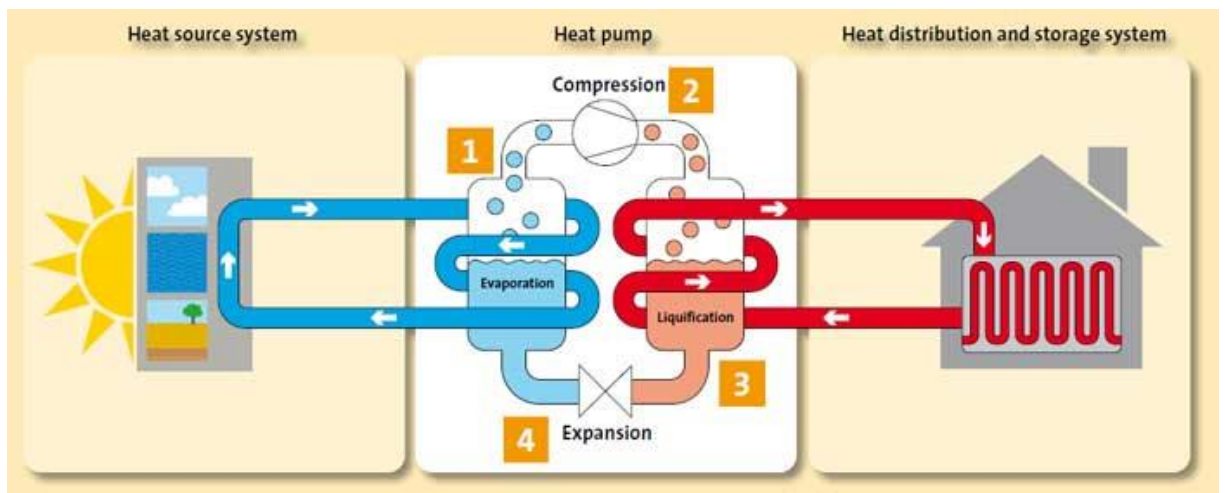 Heat source system
Heat pump
Heat distribution and storage system
Compression
2
1
Evaporation
Liquification
3
4
Expansion